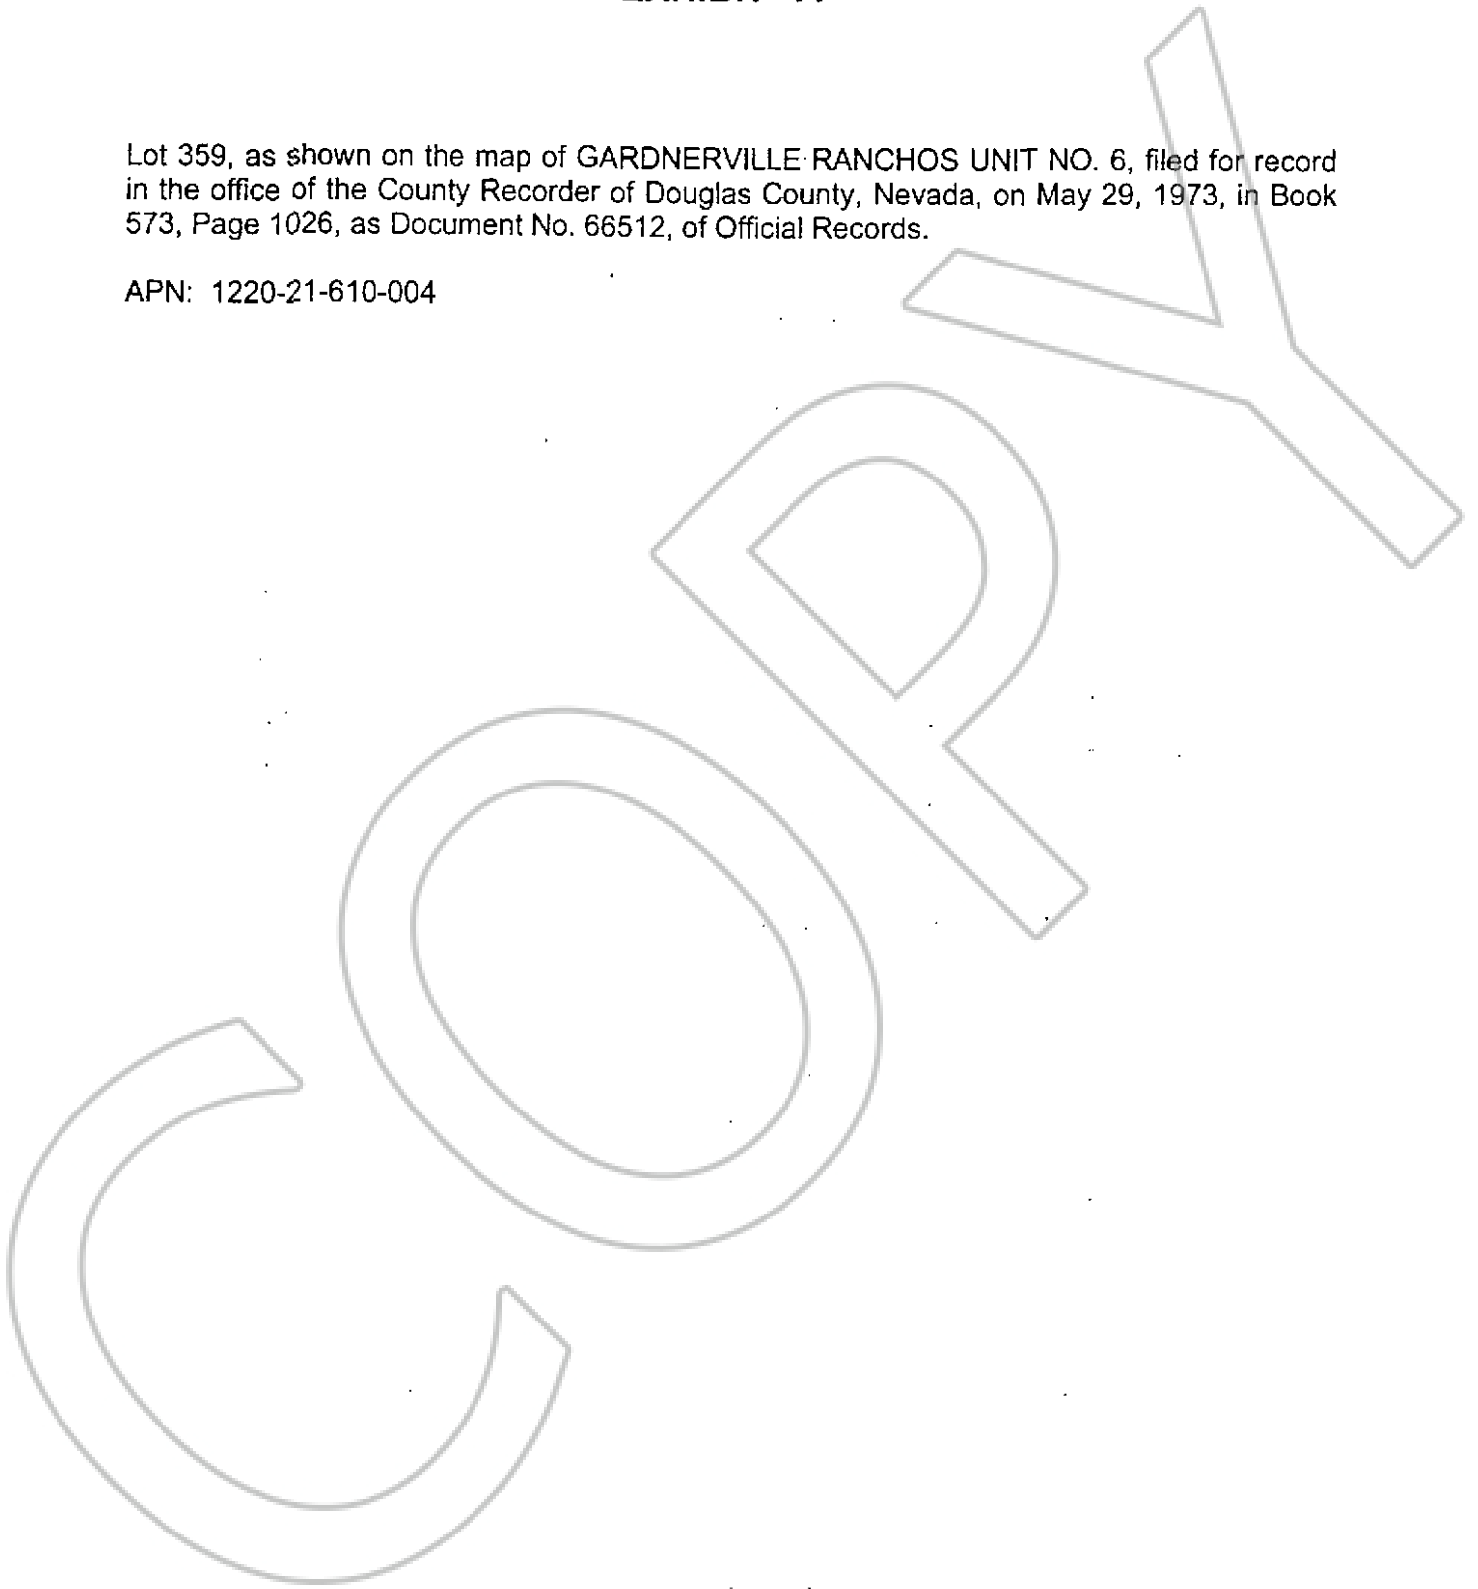 Lot 359, as shown on the map of GARDNERVILLE RANCHOS UNIT NO. 6, filed for record
in the office of the County Recorder of Douglas County, Nevada, on May 29, 1973, in Book
573, Page 1026, as Document No. 66512, of Official Records.
APN: 1220-21-610-004
COPY